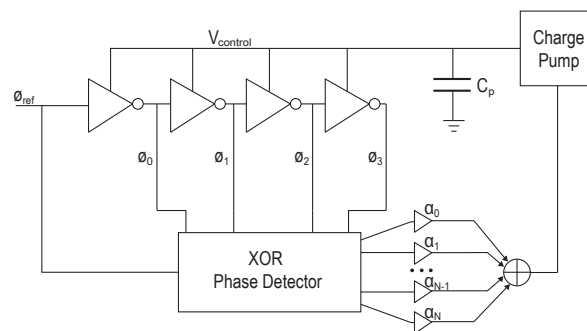 V_control
Charge
Pump
C_p
ø_ref
ø_0
ø_1
ø_2
ø_3
XOR
Phase Detector
α_0
α_1
...
α_N-1
α_N